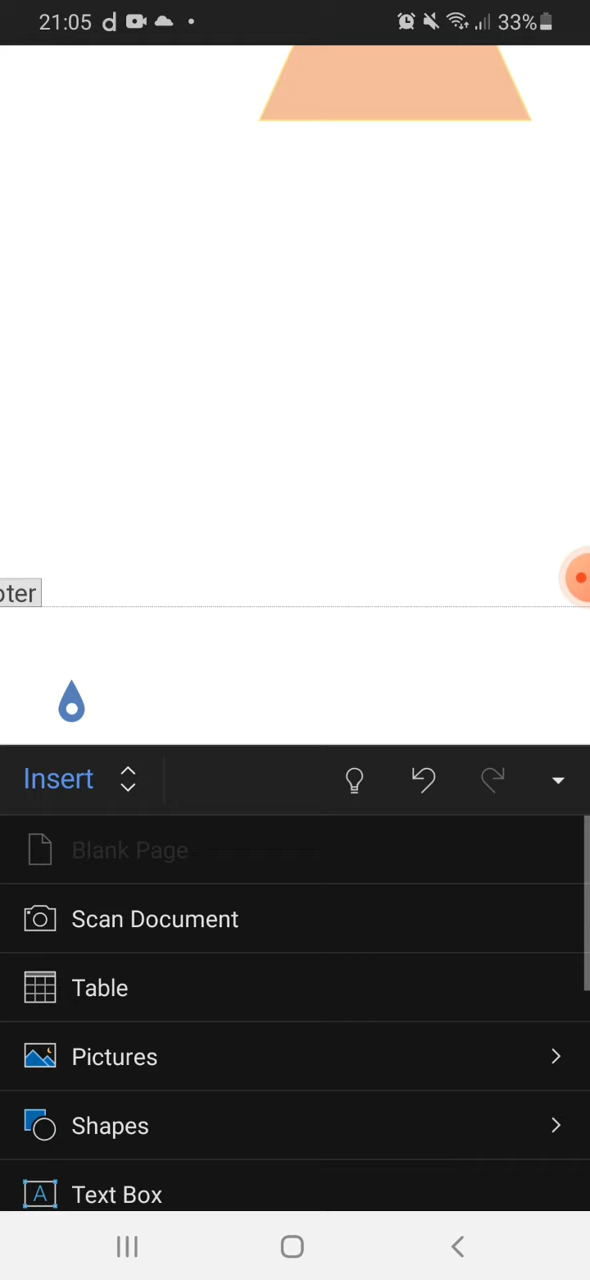 21:05 d 33%
oter
Insert
Blank Page
Scan Document
Table
Pictures
Shapes
A Text Box